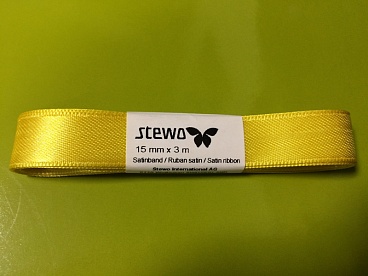 stewo
15 mm x 3 m
Satinband / Ruban satin / Satin ribbon
Stewo International AG